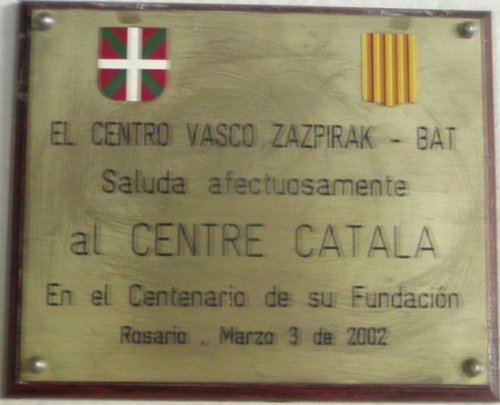 EL CENTRO VASCO ZAZPIRAK - BAT
Saluda afectuosamente
al CENTRE CATALA
En el Centenario de su Fundación
Rosario , Marzo 3 de 2002